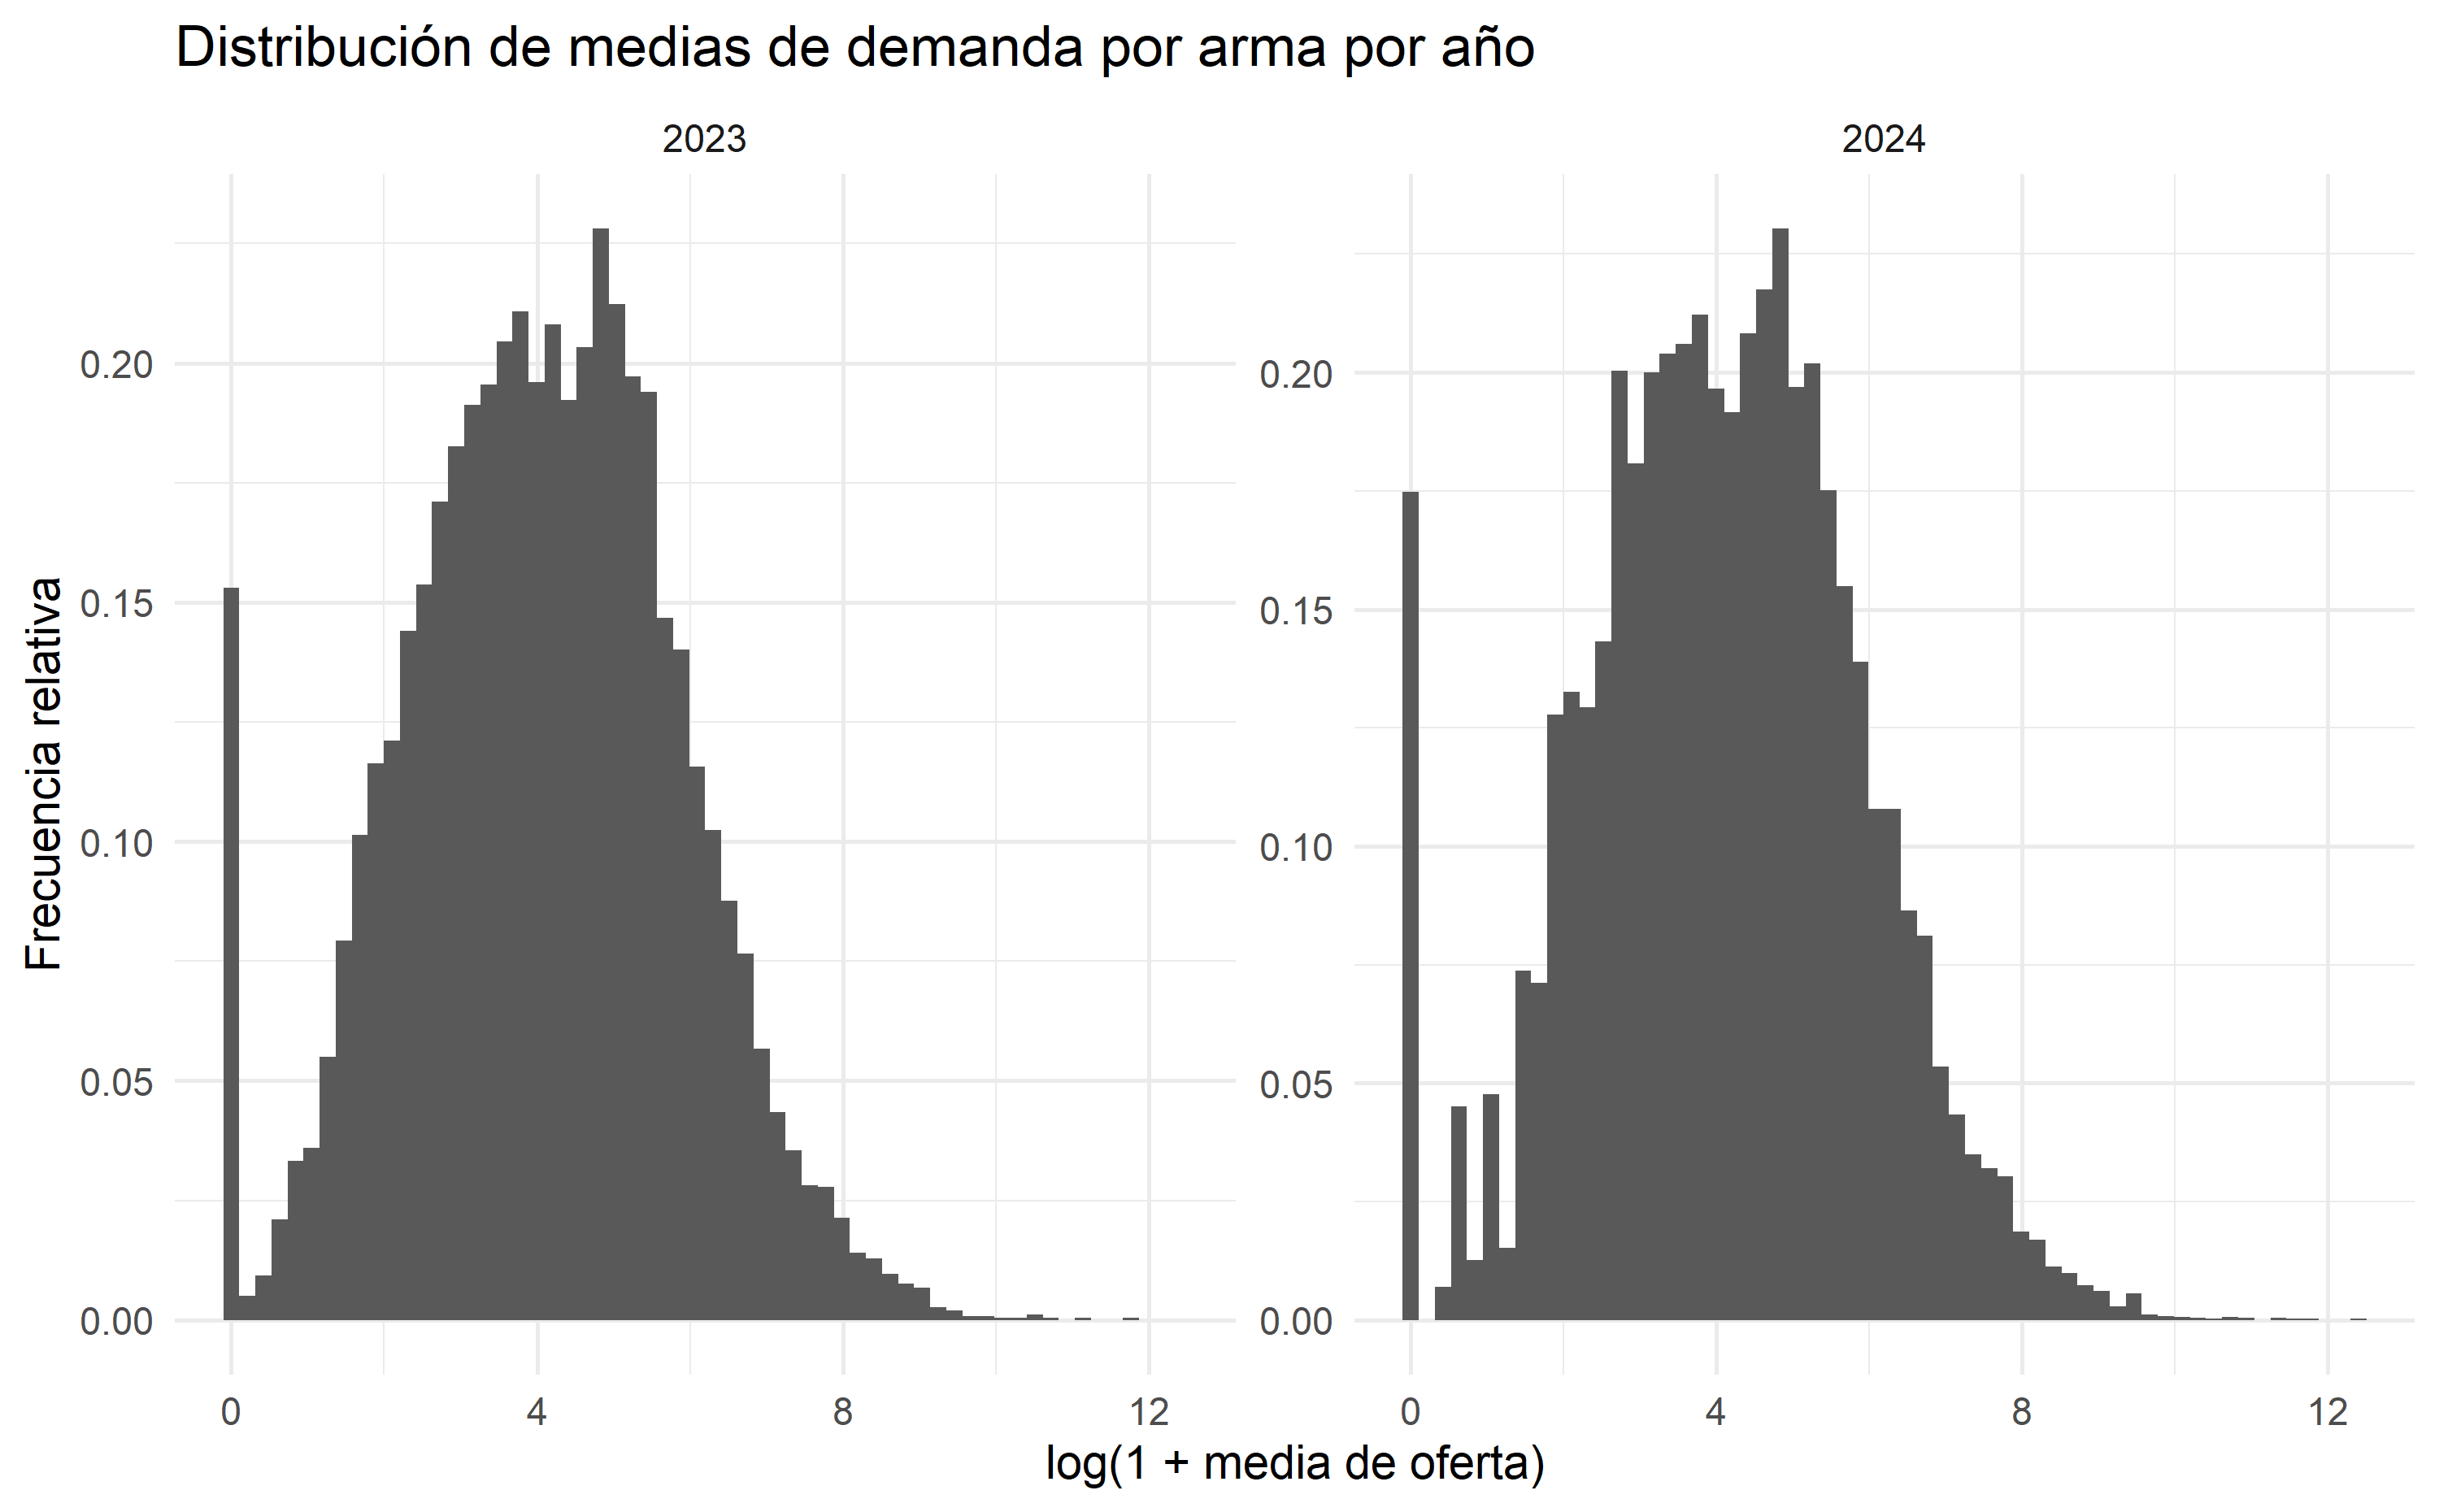 Distribución de medias de demanda por arma por año
2023
2024
Frecuencia relativa
0.20
0.15
0.10
0.05
0.00
0.20
0.15
0.10
0.05
0.00
0 4 8 12
0 4 8 12
log(1 + media de oferta)